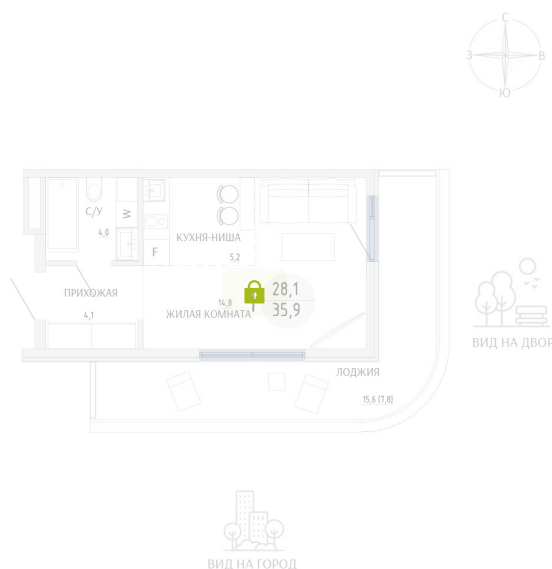 С
З
В
Ю
С/У
W
4,0
КУХНЯ-НИША
F
5,2
ПРИХОЖАЯ
4,1
14,8
ЖИЛАЯ КОМНАТА
28,1
35,9
ЛОДЖИЯ
15,6 (7,8)
ВИД НА ДВОР
ВИД НА ГОРОД